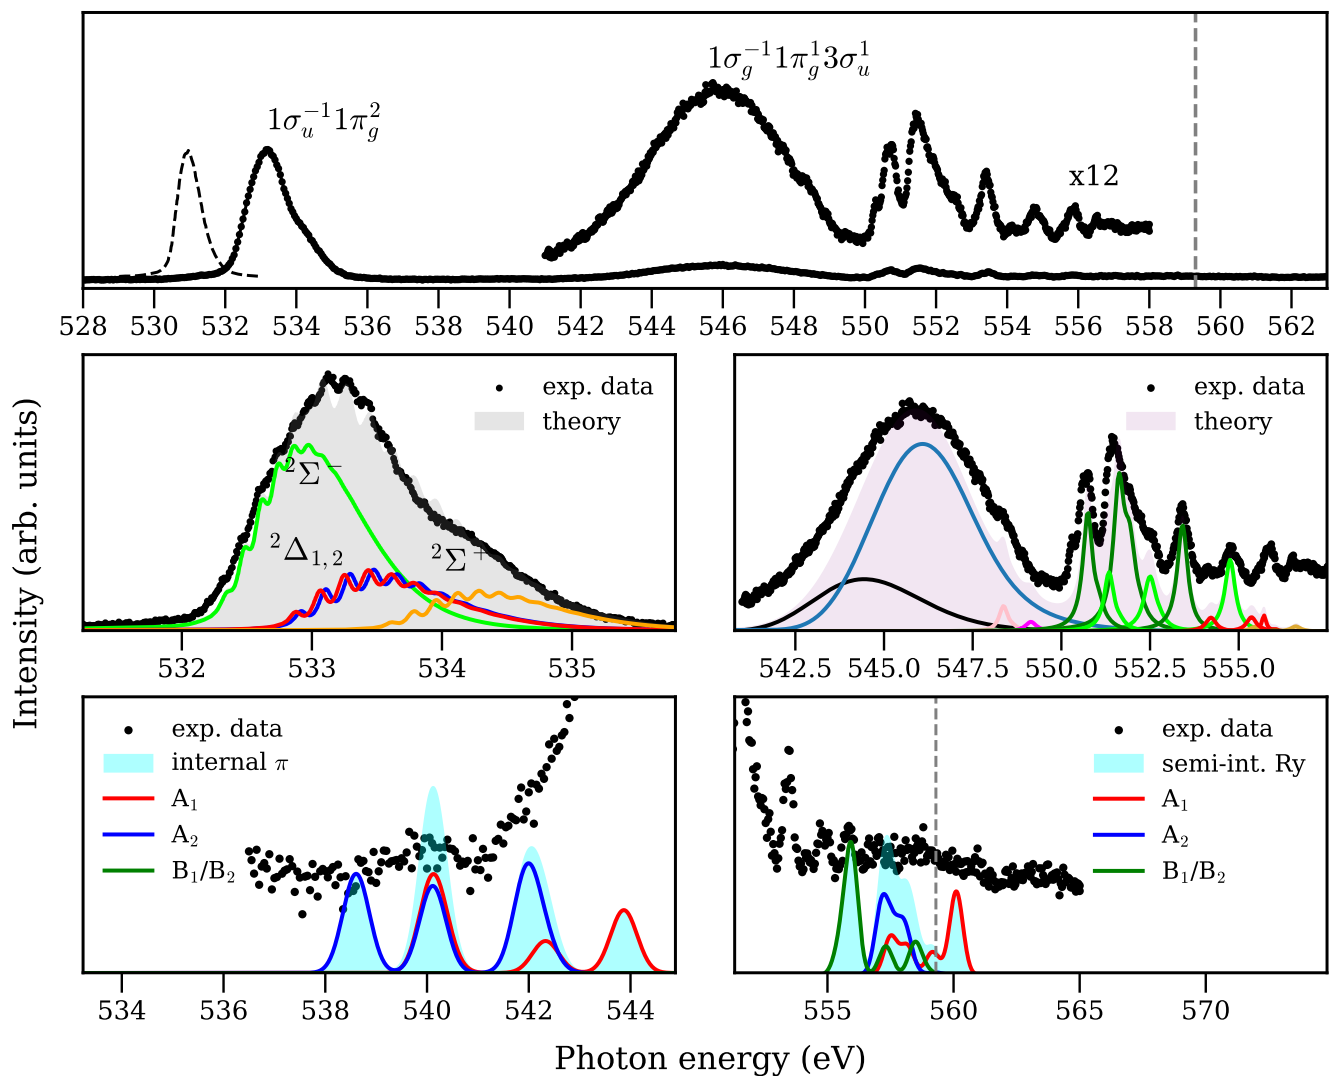 1σ_g^{-1}1π_g^13σ_u^1
1σ_u^{-1}1π_g^2
x12
528 530 532 534 536 538 540 542 544 546 548 550 552 554 556 558 560 562
Intensity (arb. units)
exp. data
theory
²Σ⁻
²Δ₁,₂
²Σ⁺
532 533 534 535
exp. data
theory
542.5 545.0 547.5 550.0 552.5 555.0
exp. data
internal π
A₁
A₂
B₁/B₂
534 536 538 540 542 544
exp. data
semi-int. Ry
A₁
A₂
B₁/B₂
555 560 565 570
Photon energy (eV)